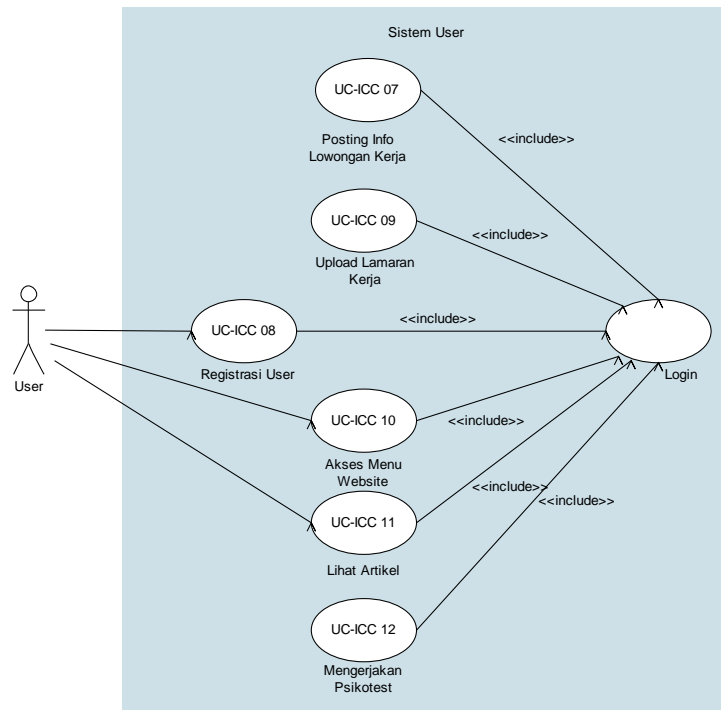 Sistem User
UC-ICC 07
Posting Info
Lowongan Kerja
<<include>>
UC-ICC 09
Upload Lamaran
Kerja
<<include>>
User
UC-ICC 08
Registrasi User
<<include>>
Login
UC-ICC 10
Akses Menu
Website
<<include>>
UC-ICC 11
Lihat Artikel
<<include>>
UC-ICC 12
Mengerjakan
Psikotest
<<include>>